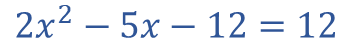 2x² − 5x − 12 = 12